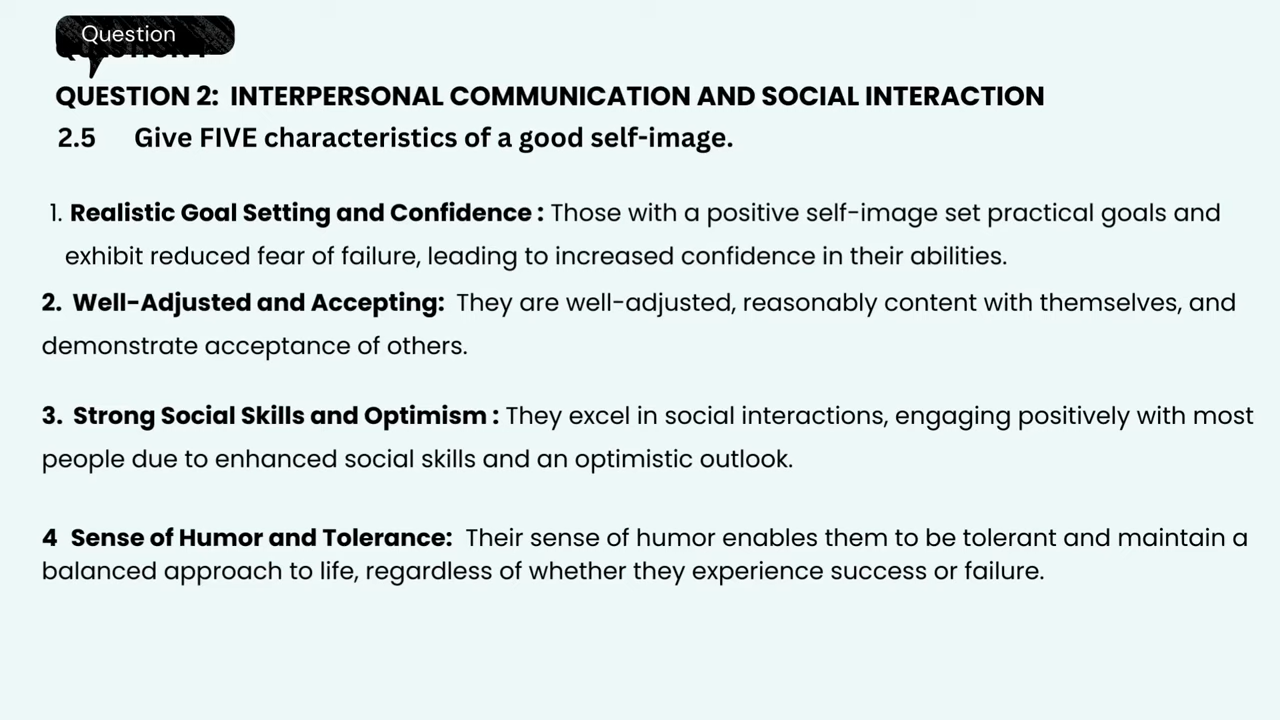 Question
QUESTION 2: INTERPERSONAL COMMUNICATION AND SOCIAL INTERACTION
2.5 Give FIVE characteristics of a good self-image.
1. Realistic Goal Setting and Confidence : Those with a positive self-image set practical goals and
exhibit reduced fear of failure, leading to increased confidence in their abilities.
2. Well-Adjusted and Accepting: They are well-adjusted, reasonably content with themselves, and
demonstrate acceptance of others.
3. Strong Social Skills and Optimism : They excel in social interactions, engaging positively with most
people due to enhanced social skills and an optimistic outlook.
4 Sense of Humor and Tolerance: Their sense of humor enables them to be tolerant and maintain a
balanced approach to life, regardless of whether they experience success or failure.